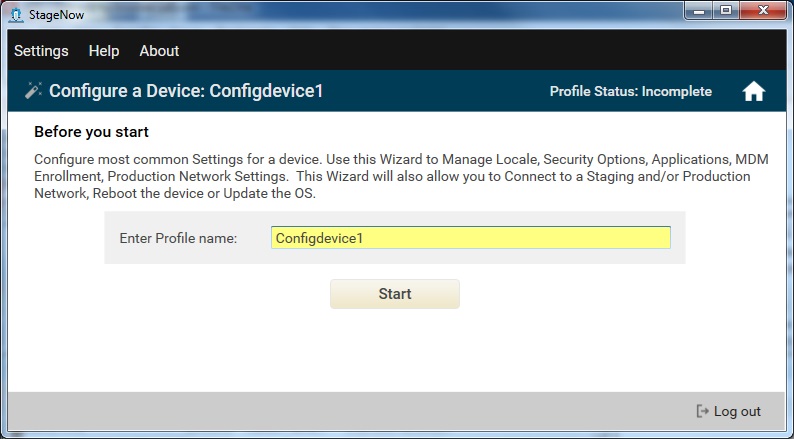 StageNow
Settings Help About
Configure a Device: Configdevice1 Profile Status: Incomplete
Before you start
Configure most common Settings for a device. Use this Wizard to Manage Locale, Security Options, Applications, MDM
Enrollment, Production Network Settings. This Wizard will also allow you to Connect to a Staging and/or Production
Network, Reboot the device or Update the OS.
Enter Profile name: Configdevice1
Start
Log out